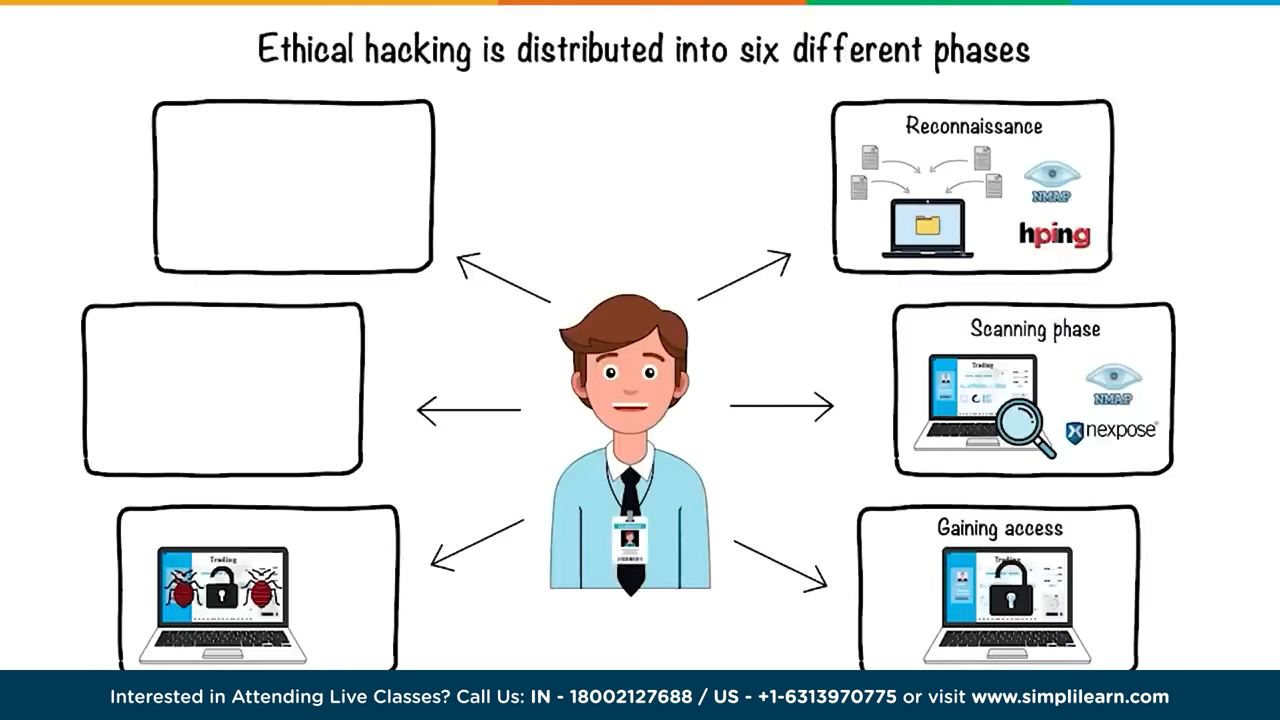 Ethical hacking is distributed into six different phases
Reconnaissance
NMAP
hping
Scanning phase
Trading
NMAP
nexpose
Gaining access
Trading
Trading
Interested in Attending Live Classes? Call Us: IN - 18002127688 / US - +1-6313970775 or visit www.simplilearn.com